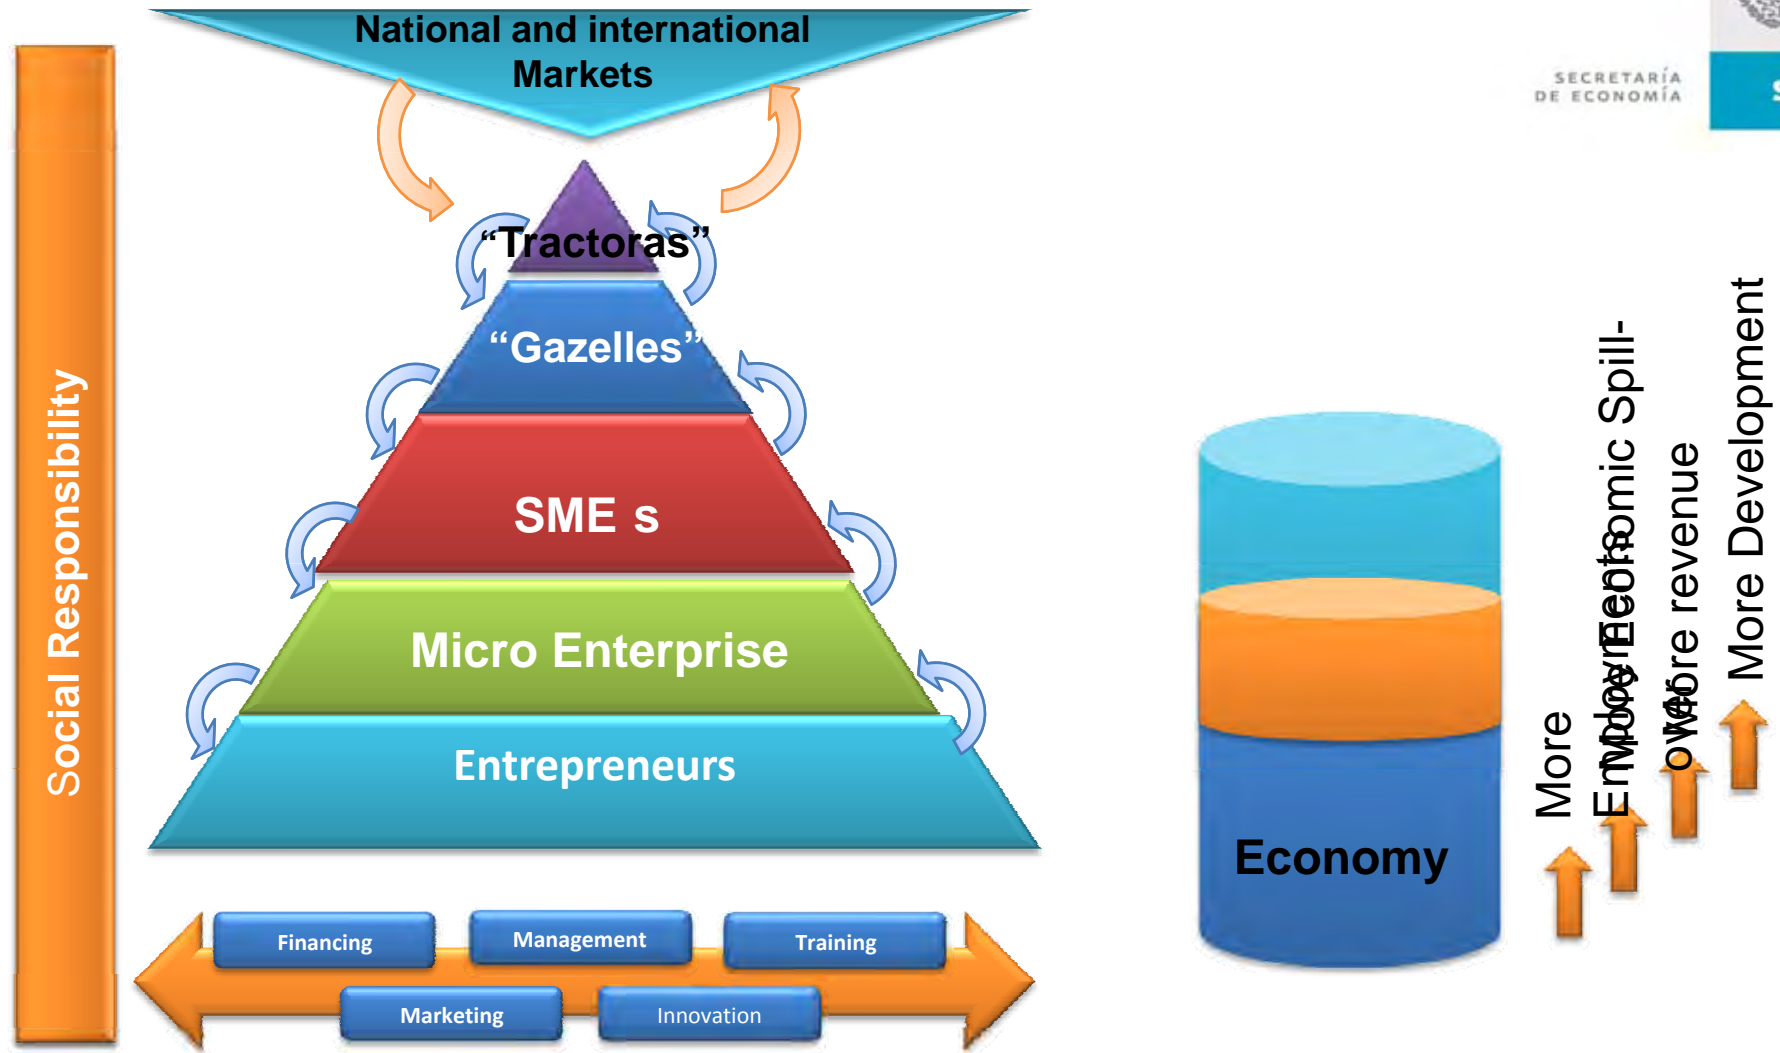 National and international
Markets
SECRETARÍA
DE ECONOMÍA
S
Social Responsibility
“Tractoras”
“Gazelles”
SME s
Micro Enterprise
Entrepreneurs
Financing
Management
Training
Marketing
Innovation
Economy
More
Employments
More Economic Spill-
over
More revenue
More Development